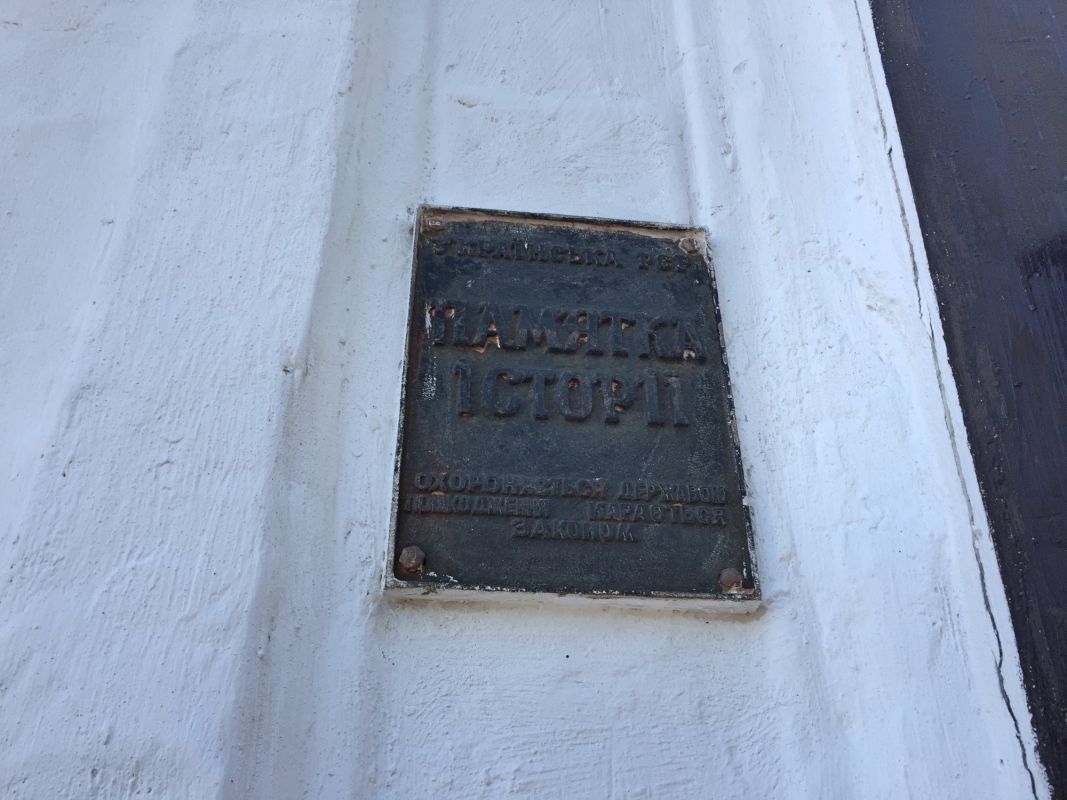 УКРАЇНСЬКА РСР
ПАМ'ЯТКА
ІСТОРІЇ
ОХОРОНЯЄТЬСЯ ДЕРЖАВОЮ
ПОШКОДЖЕННЯ КАРАЄТЬСЯ
ЗАКОНОМ